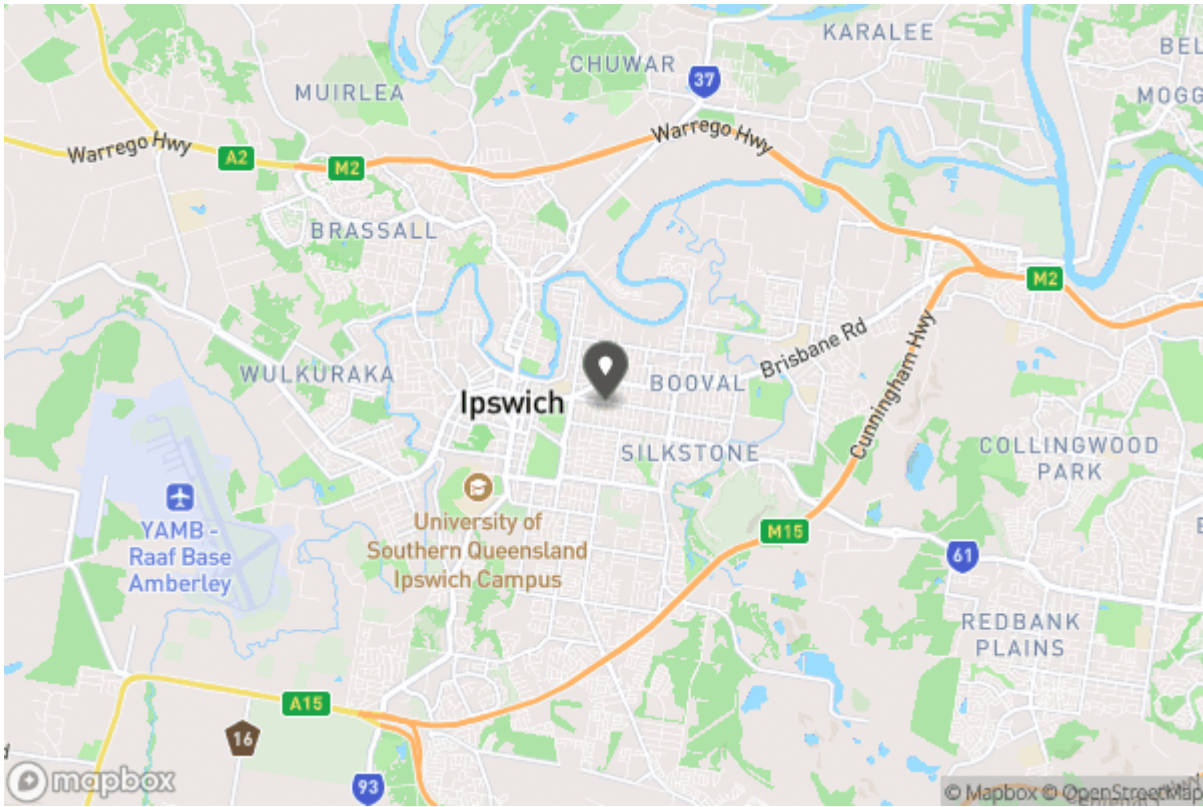 KARALEE
BEL
CHUWAR
37
MUIRLEA
MOGG
Warrego Hwy
Warrego Hwy
A2
M2
BRASSALL
M2
Brisbane Rd
WULKURAKA
BOOVAL
Ipswich
Cunningham Hwy
SILKSTONE
COLLINGWOOD
PARK
University of
Southern Queensland
Ipswich Campus
YAMB -
Raaf Base
Amberley
M15
61
REDBANK
PLAINS
A15
16
93
mapbox
© Mapbox © OpenStreetMap